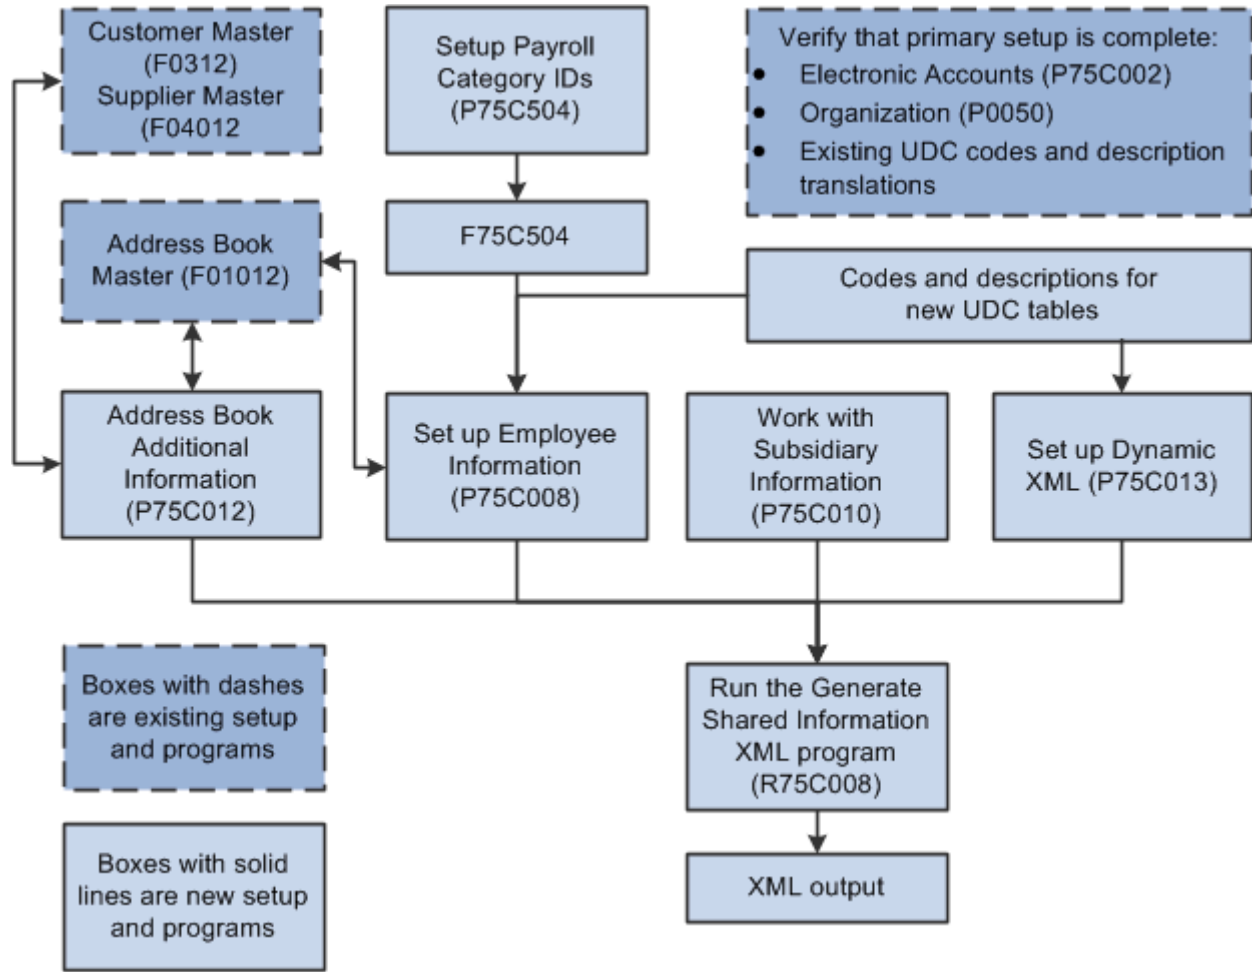 Customer Master
(F0312)
Supplier Master
(F04012
Setup Payroll
Category IDs
(P75C504)
Verify that primary setup is complete:
• Electronic Accounts (P75C002)
• Organization (P0050)
• Existing UDC codes and description
translations
Address Book
Master (F01012)
F75C504
Codes and descriptions for
new UDC tables
Address Book
Additional
Information
(P75C012)
Set up Employee
Information
(P75C008)
Work with
Subsidiary
Information
(P75C010)
Set up Dynamic
XML (P75C013)
Boxes with dashes
are existing setup
and programs
Run the Generate
Shared Information
XML program
(R75C008)
Boxes with solid
lines are new setup
and programs
XML output